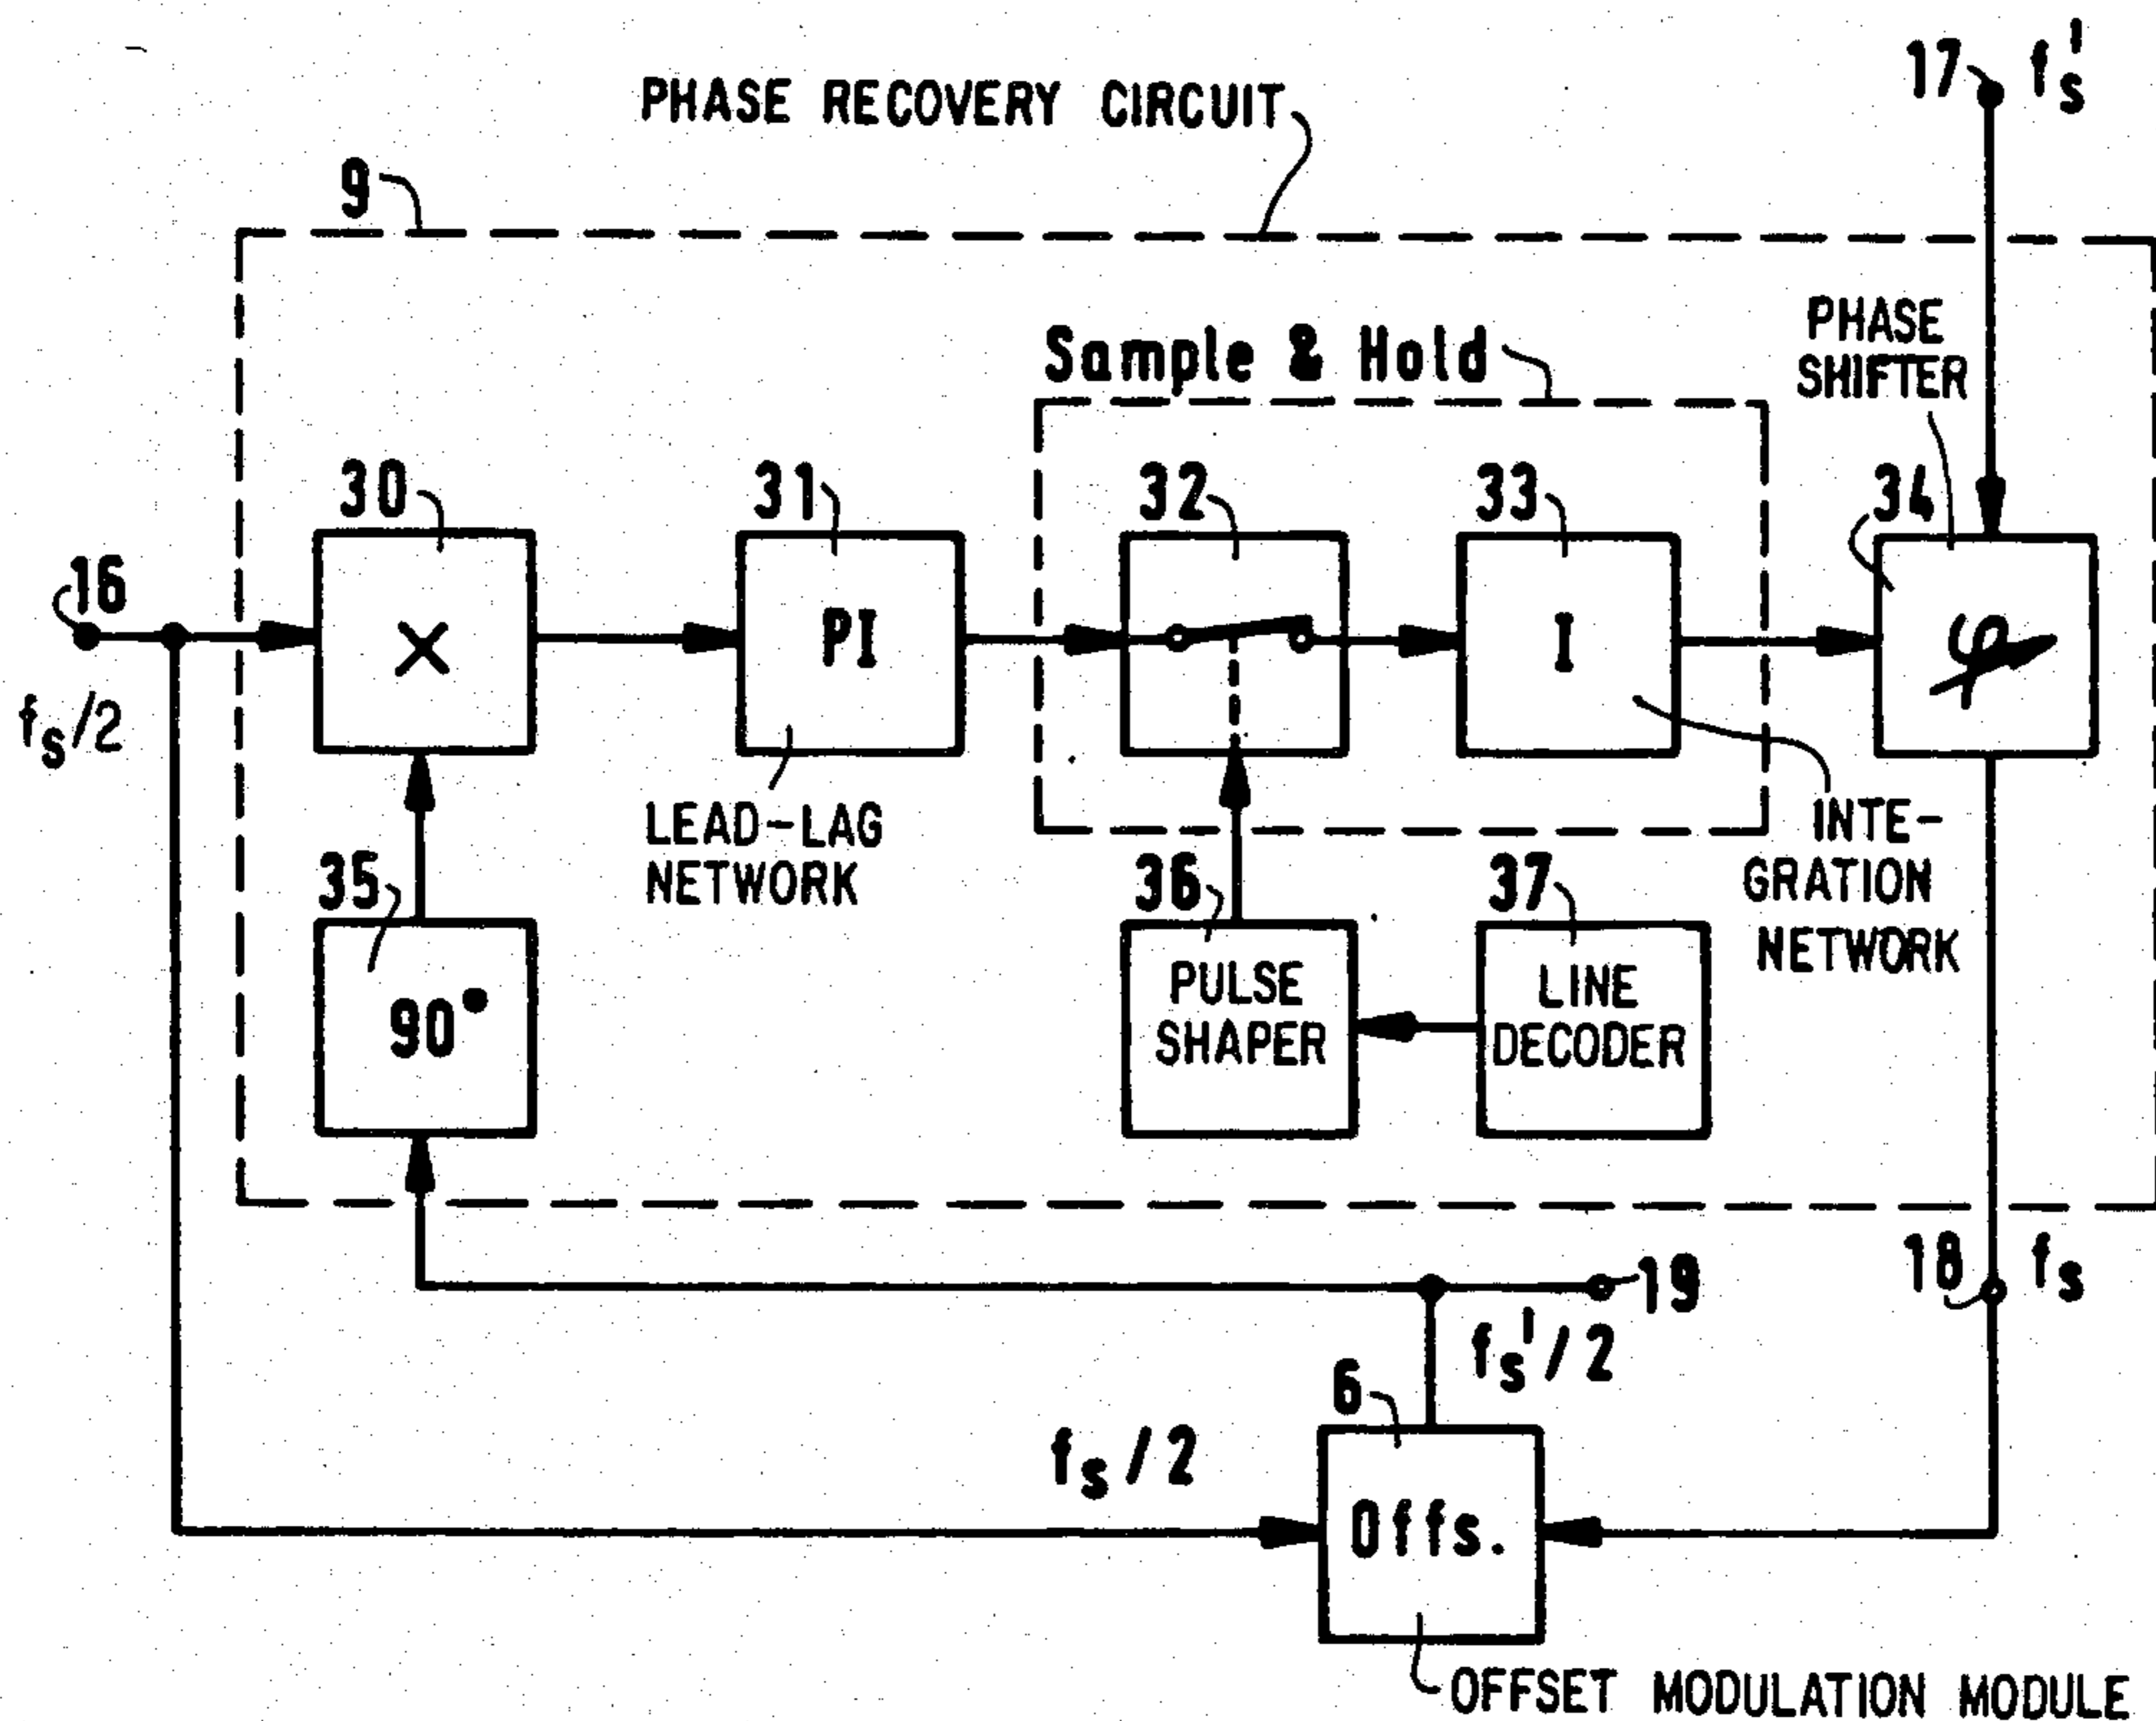 17
f's
PHASE RECOVERY CIRCUIT
9
PHASE
SHIFTER
Sample & Hold
30
31
32
33
34
16
×
PI
I
φ
fs/2
LEAD-LAG
NETWORK
INTE-
GRATION
NETWORK
35
36
37
90°
PULSE
SHAPER
LINE
DECODER
18
fs
19
f's/2
6
fs/2
Offs.
OFFSET MODULATION MODULE